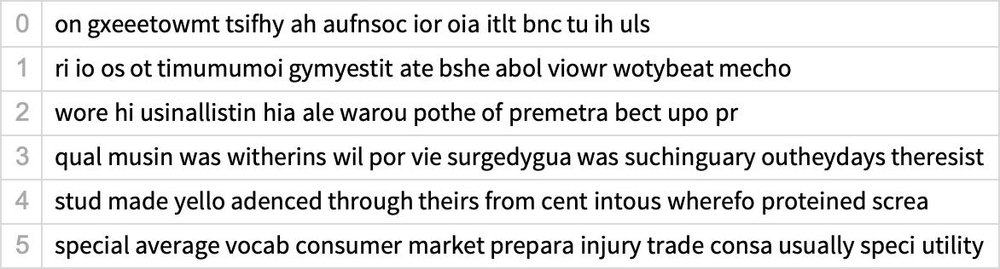 0 on gxeeetowmt tsifhy ah aufnsoc ior oia itlt bnc tu ih uls
1 ri io os ot timumumoi gymyestit ate bshe abol viowr wotybeat mecho
2 wore hi usinallistin hia ale warou pothe of premetra bect upo pr
3 qual musin was witherins wil por vie surgedygua was suchinguary outheydays theresist
4 stud made yello adenced through theirs from cent intous wherefo proteined screa
5 special average vocab consumer market prepara injury trade consa usually speci utility